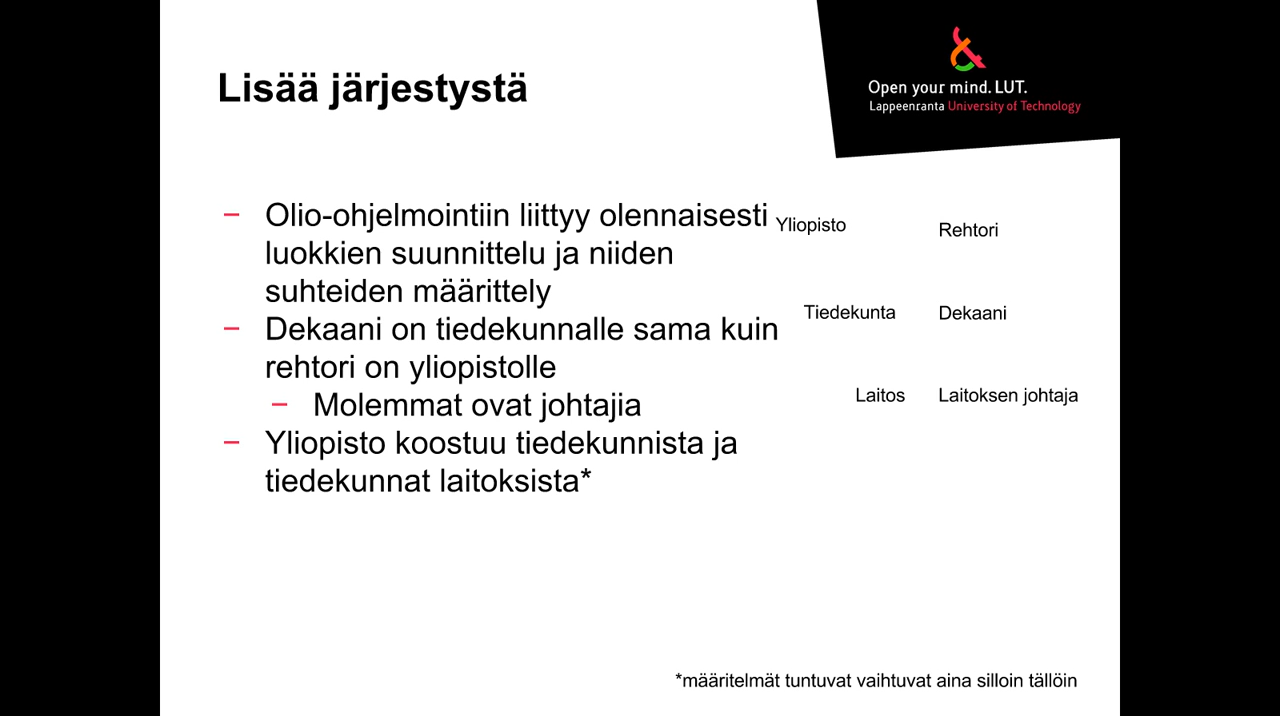 Lisää järjestystä
Open your mind. LUT.
Lappeenranta University of Technology
– Olio-ohjelmointiin liittyy olennaisesti
luokkien suunnittelu ja niiden
suhteiden määrittely
– Dekaani on tiedekunnalle sama kuin
rehtori on yliopistolle
– Molemmat ovat johtajia
– Yliopisto koostuu tiedekunnista ja
tiedekunnat laitoksista*
Yliopisto Rehtori
Tiedekunta Dekaani
Laitos Laitoksen johtaja
*määritelmät tuntuvat vaihtuvat aina silloin tällöin